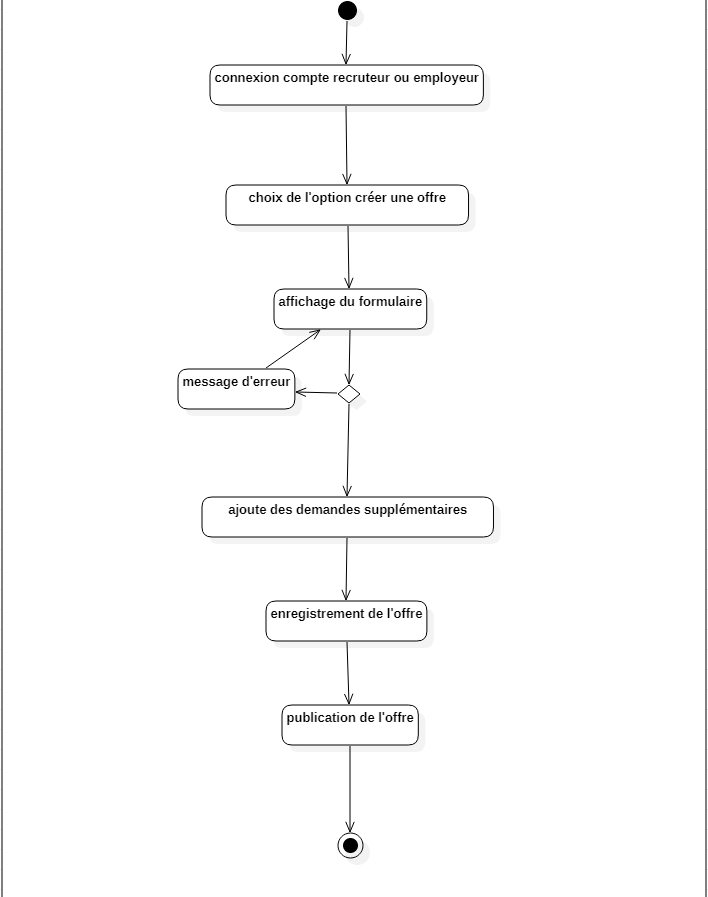 connexion compte recruteur ou employeur
choix de l'option créer une offre
affichage du formulaire
message d'erreur
ajoute des demandes supplémentaires
enregistrement de l'offre
publication de l'offre